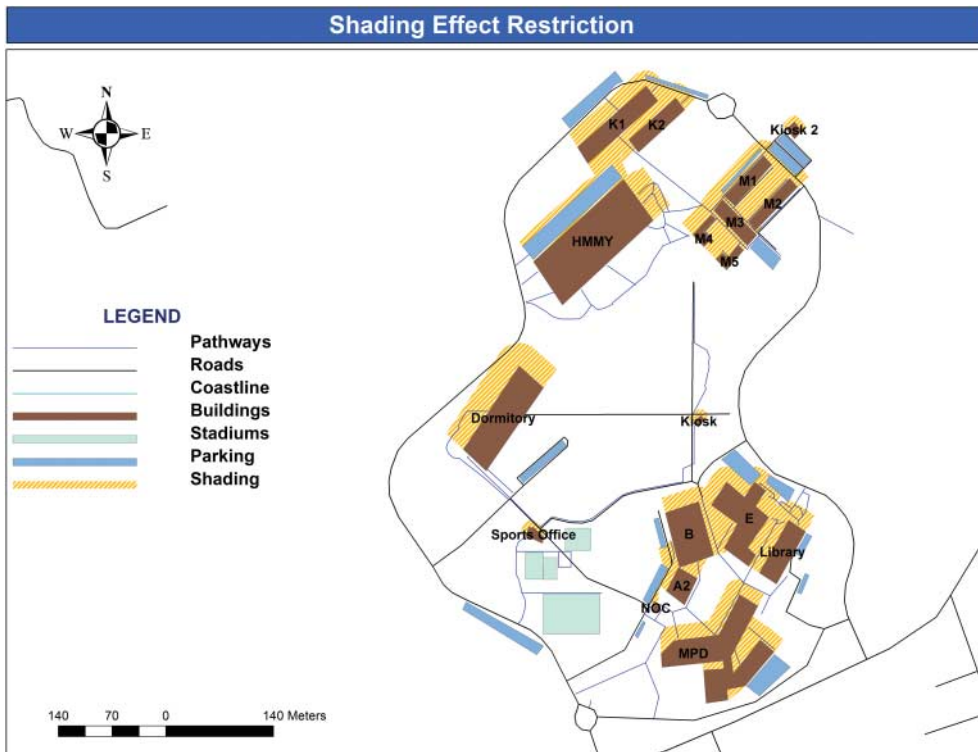 Shading Effect Restriction
N
W E
S
K1 K2
Kiosk 2
M1
M2
M3
M4
M5
HMMY
LEGEND
Pathways
Roads
Coastline
Buildings
Stadiums
Parking
Shading
Dormitory
Kiosk
Sports Office
B
E
Library
A2
NOC
MPD
140 70 0 140 Meters